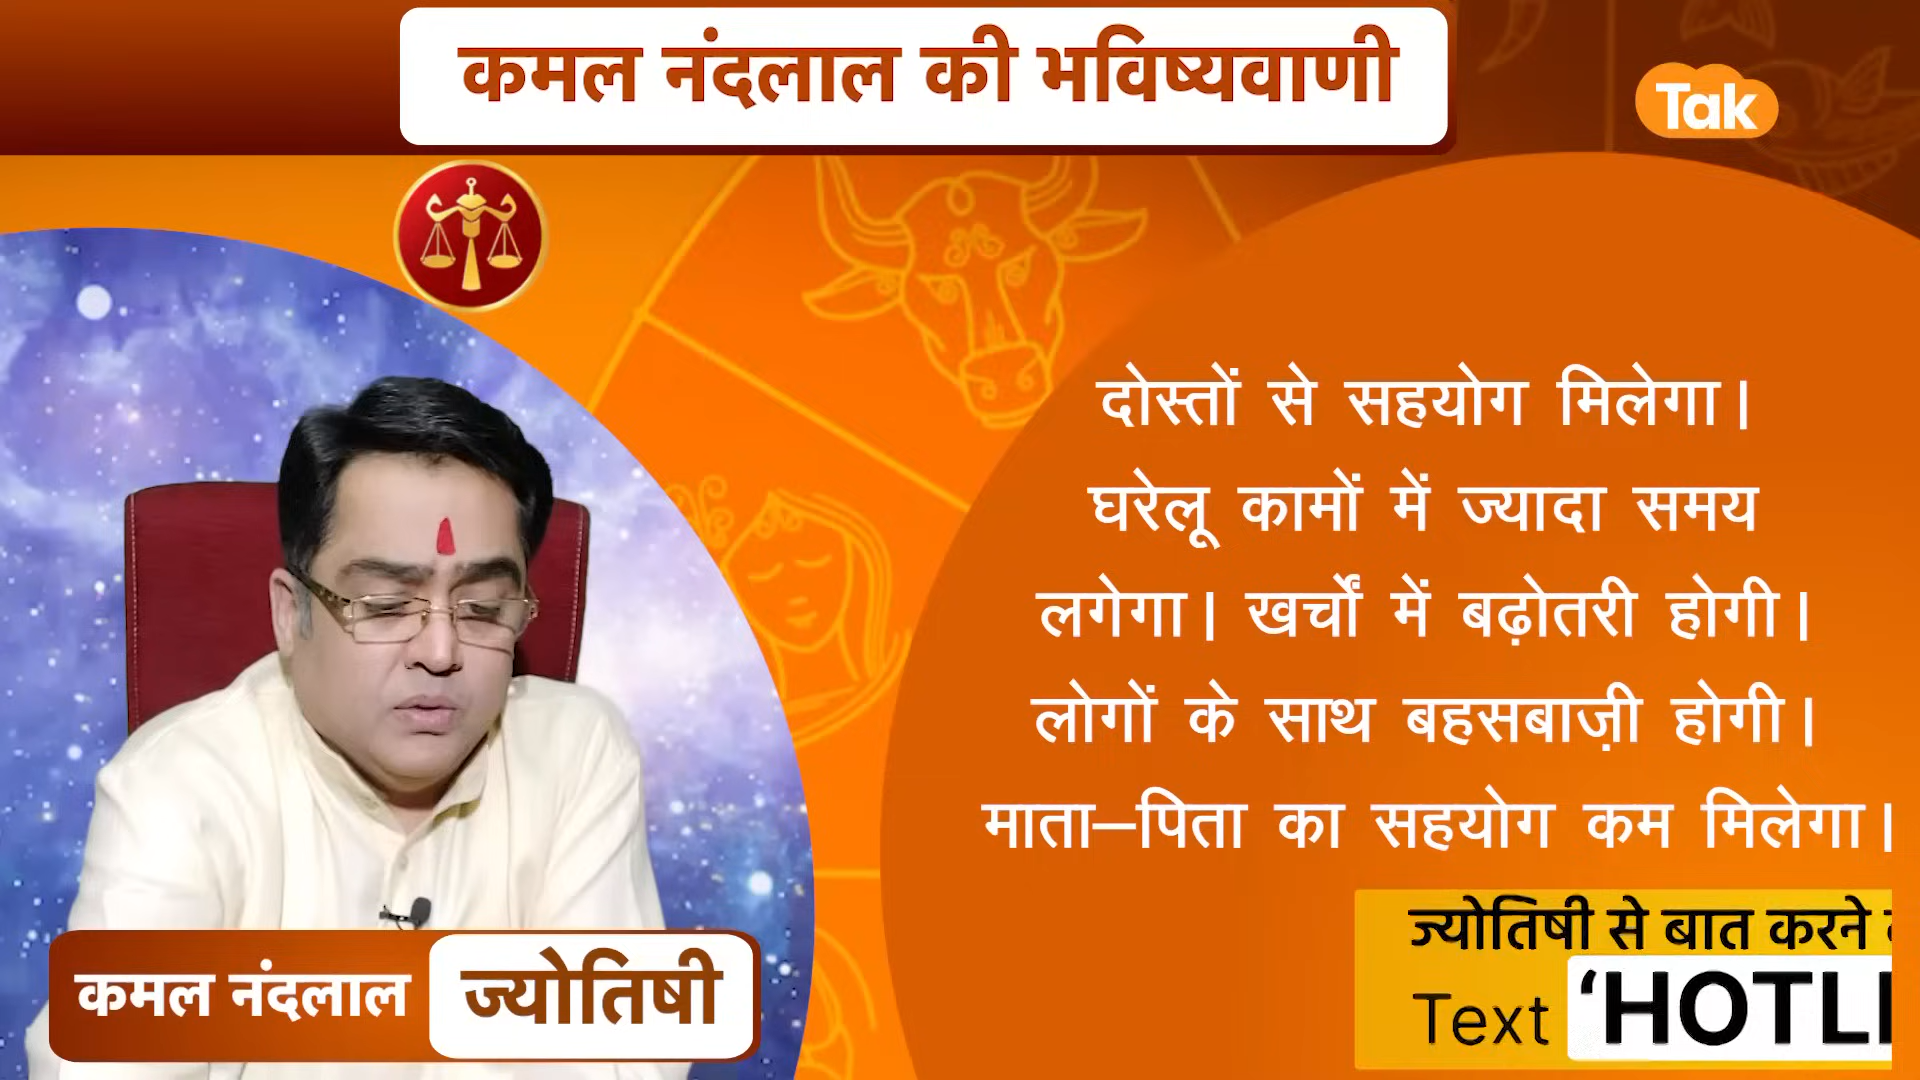 कमल नंदलाल की भविष्यवाणी
Tak
दोस्तों से सहयोग मिलेगा।
घरेलू कामों में ज्यादा समय
लगेगा। खर्चों में बढ़ोतरी होगी।
लोगों के साथ बहसबाज़ी होगी।
माता–पिता का सहयोग कम मिलेगा।
ज्योतिषी से बात करने
Text ‘HOTLI
कमल नंदलाल ज्योतिषी